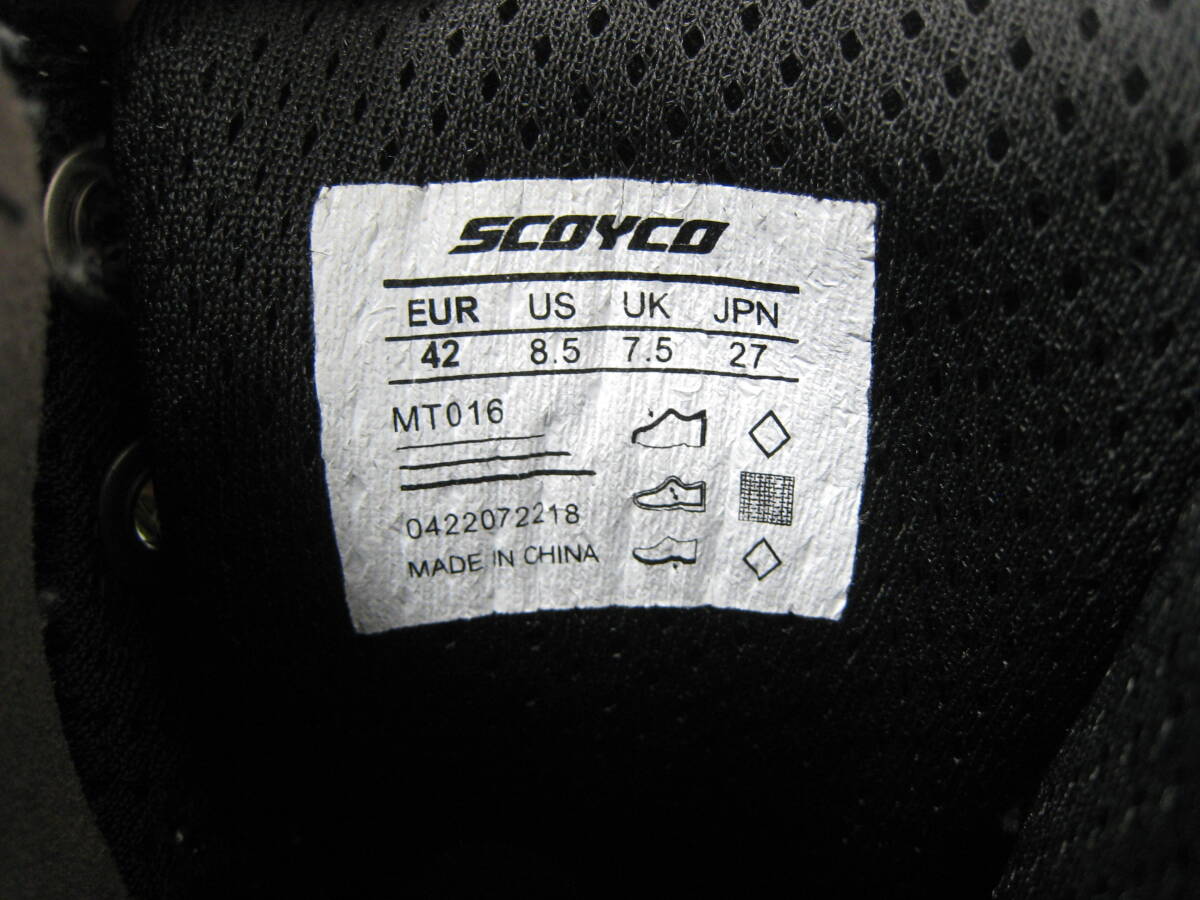 SCOYCO
EUR US UK JPN
42 8.5 7.5 27
MT016
0422072218
MADE IN CHINA